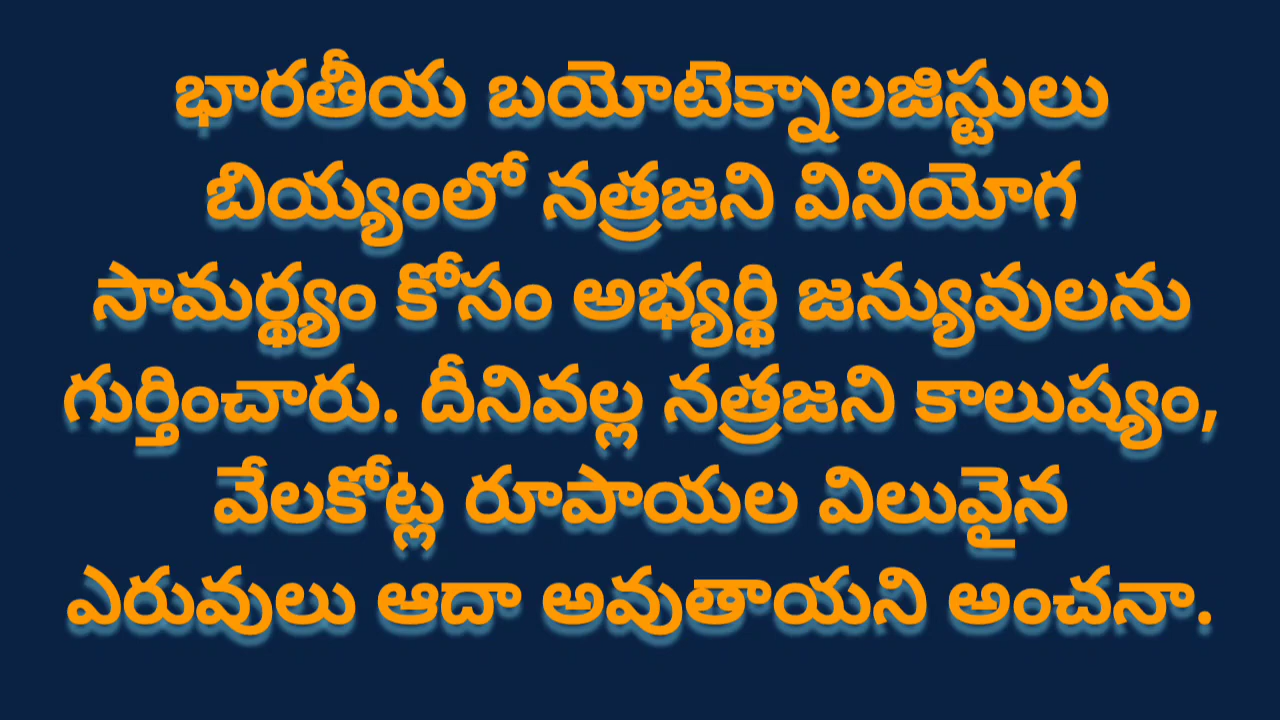 భారతీయ బయోటెక్నాలజిస్టులు
బియ్యంలో నత్రజని వినియోగ
సామర్థ్యం కోసం అభ్యర్థి జన్యువులను
గుర్తించారు. దీనివల్ల నత్రజని కాలుష్యం,
వేలకోట్ల రూపాయల విలువైన
ఎరువులు ఆదా అవుతాయని అంచనా.